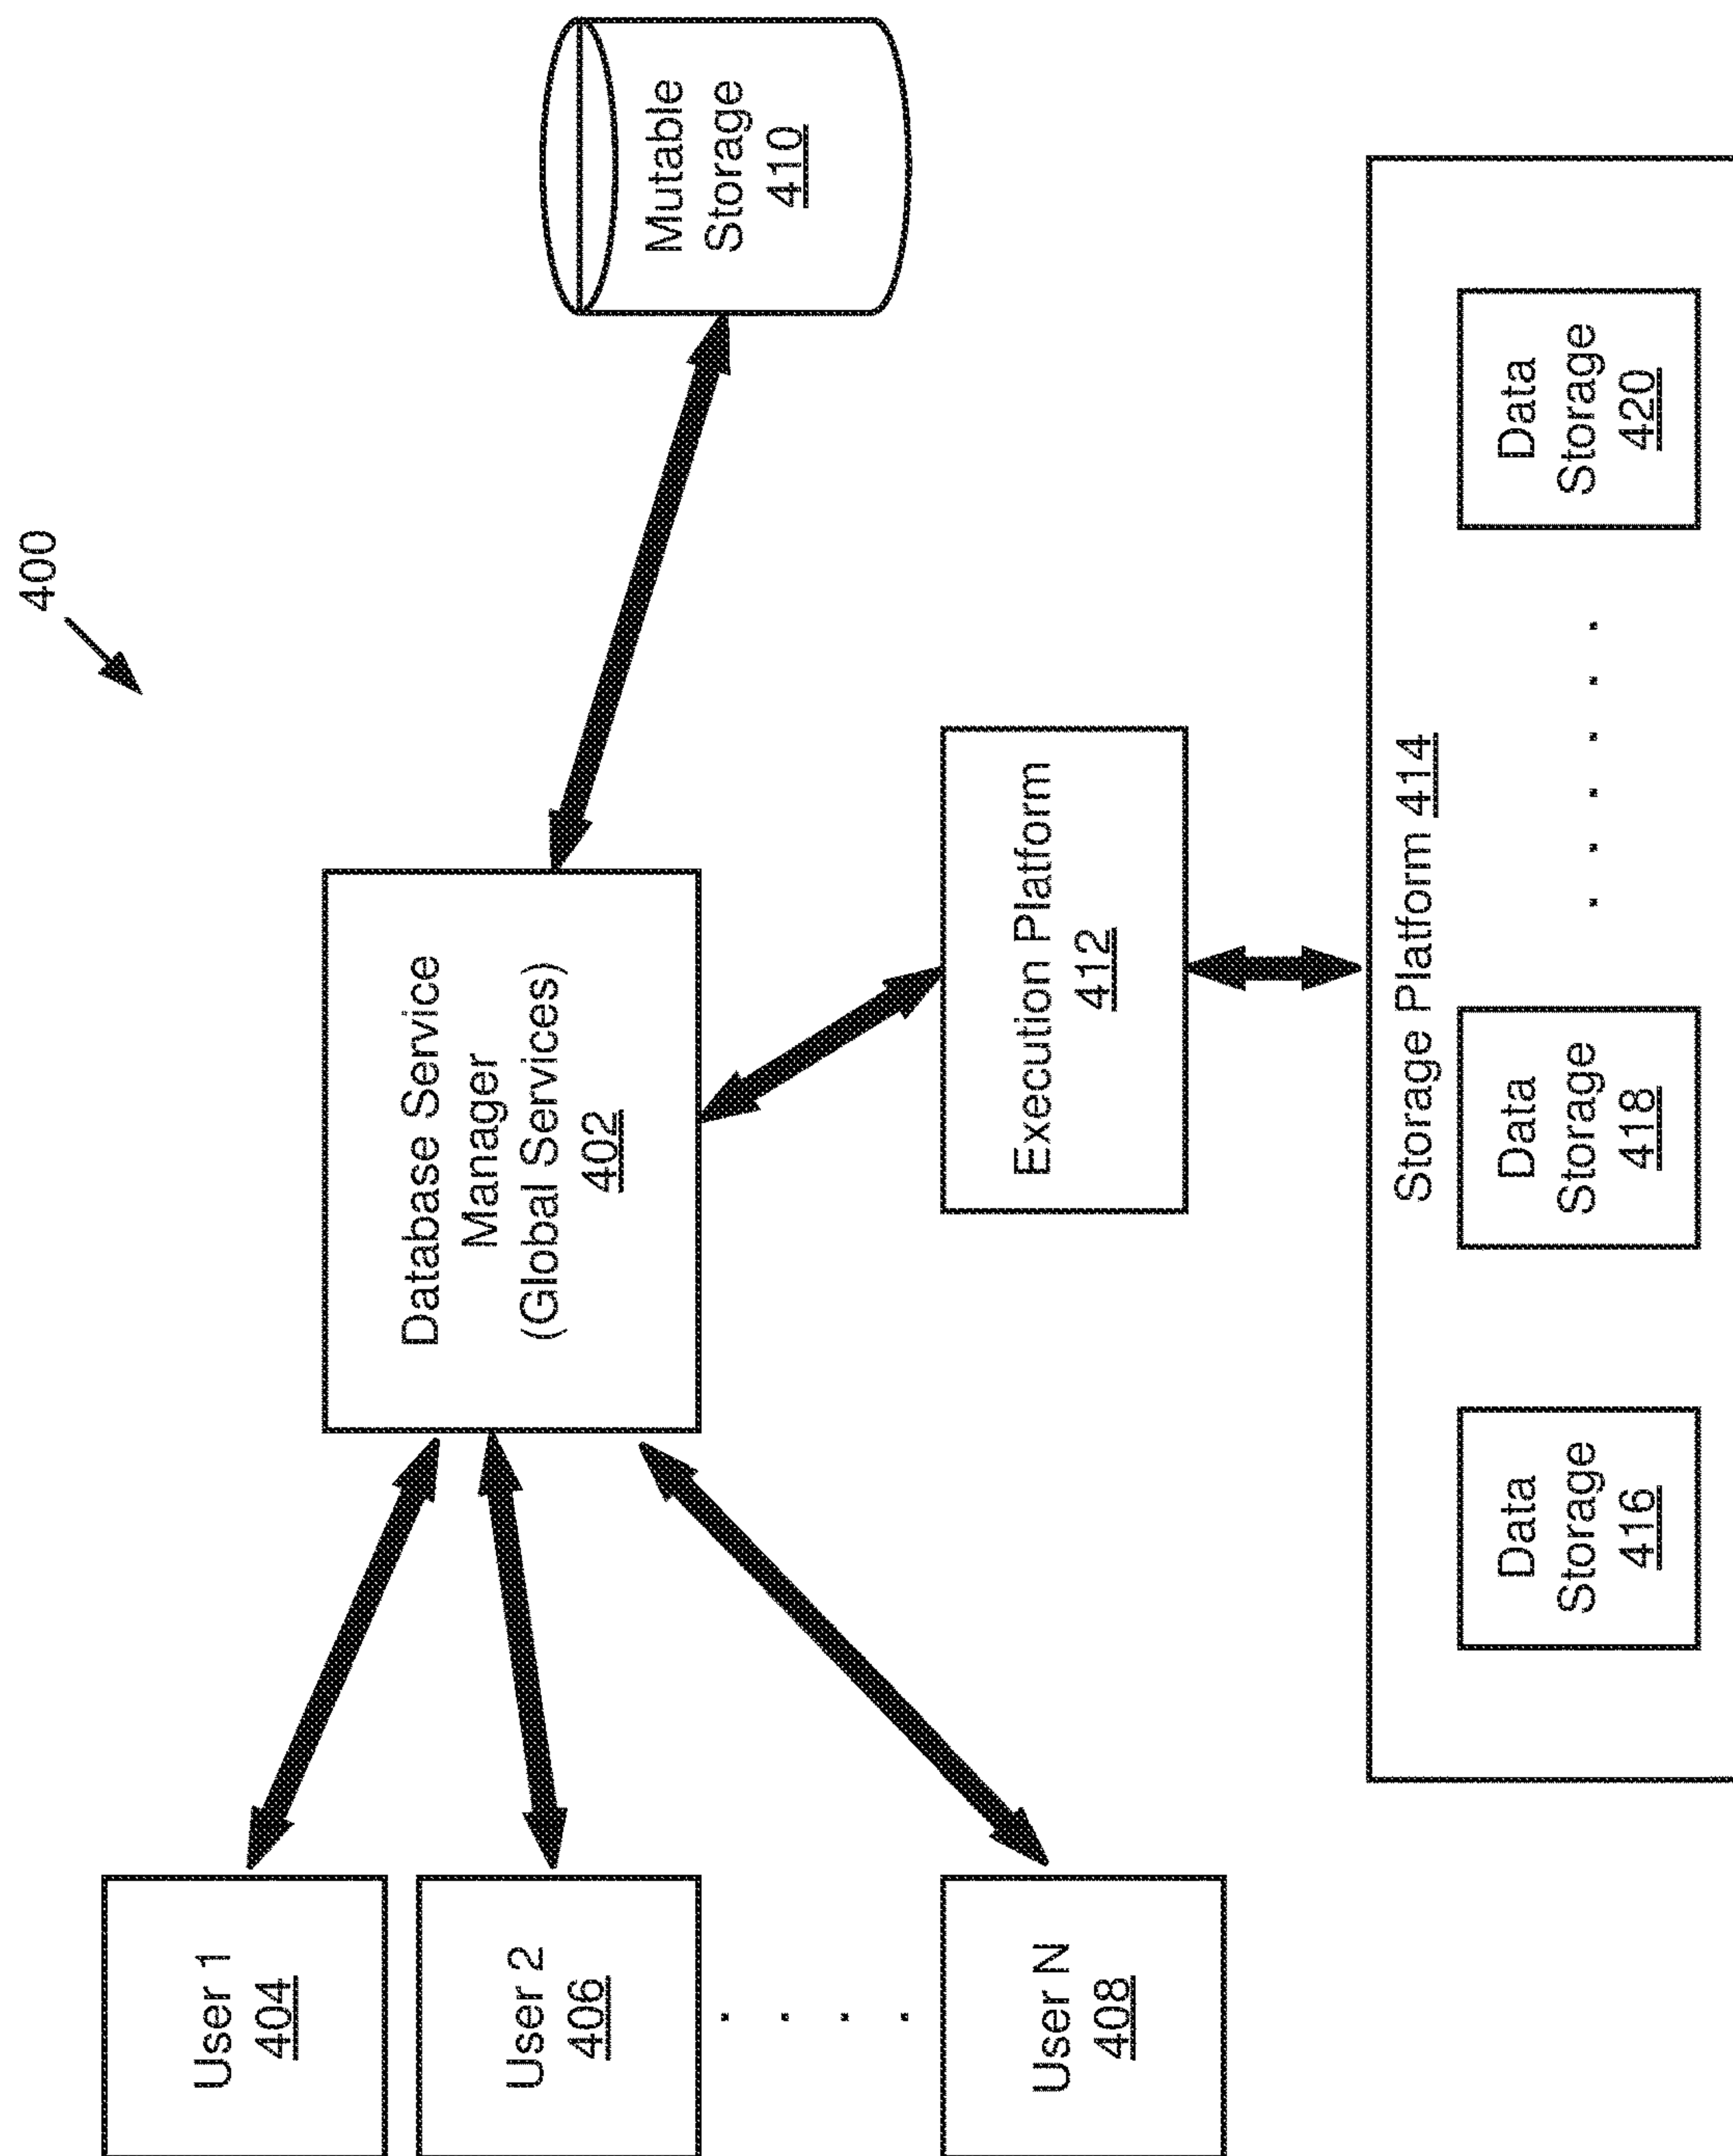 400
User 1
404
User 2
406
User N
408
Database Service
Manager
(Global Services)
402
Mutable
Storage
410
Execution Platform
412
Storage Platform 414
Data
Storage
416
Data
Storage
418
Data
Storage
420